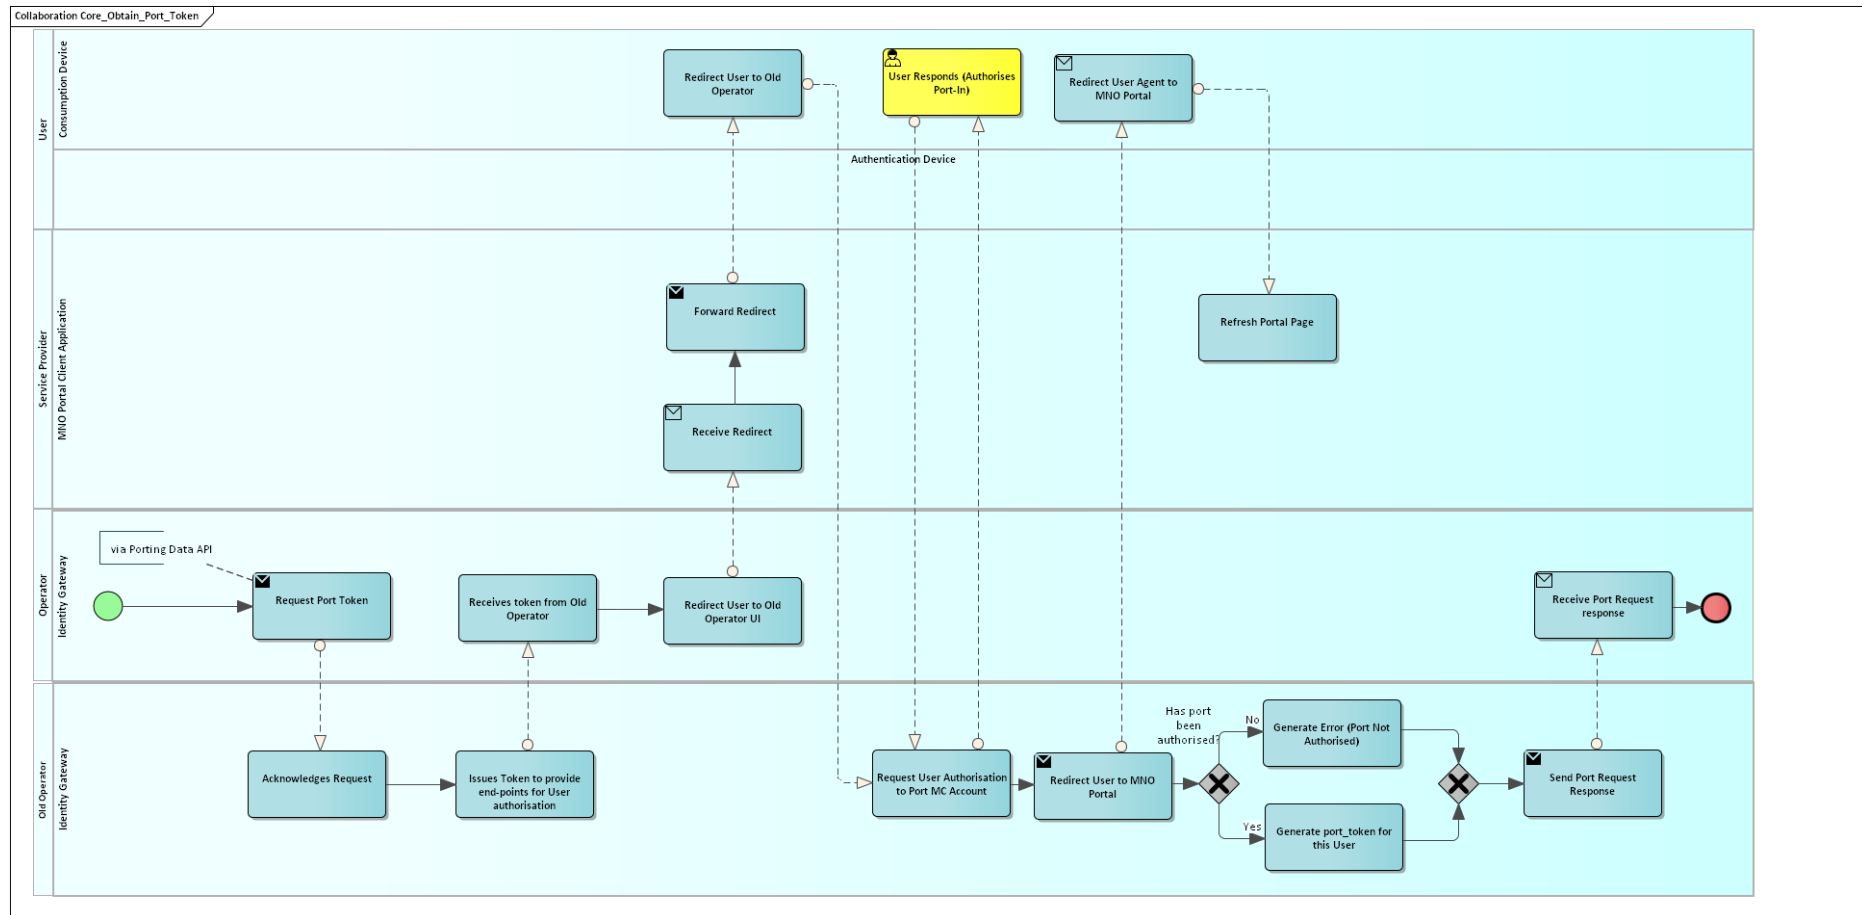 Collaboration Core_Obtain_Port_Token
User
Consumption Device
Redirect User to Old
Operator
User Responds (Authorises
Port-In)
Redirect User Agent to
MNO Portal
Authentication Device
Service Provider
MNO Portal Client Application
Forward Redirect
Refresh Portal Page
Receive Redirect
Operator
Identity Gateway
via Porting Data API
Request Port Token
Receives token from Old
Operator
Redirect User to Old
Operator UI
Receive Port Request
response
Old Operator
Identity Gateway
Acknowledges Request
Issues Token to provide
end-points for User
authorisation
Request User Authorisation
to Port MC Account
Redirect User to MNO
Portal
Has port
been
authorised?
No
Generate Error (Port Not
Authorised)
Yes
Generate port_token for
this User
Send Port Request
Response